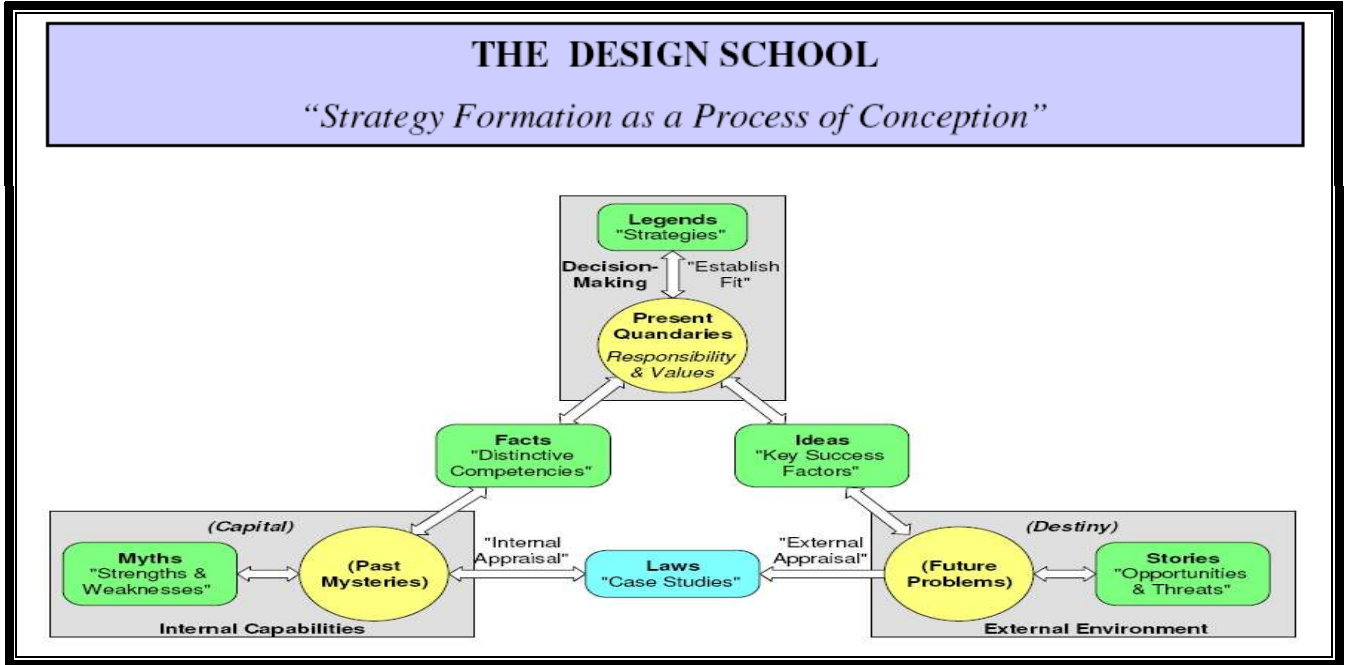 THE DESIGN SCHOOL
“Strategy Formation as a Process of Conception”
Legends
"Strategies"
Decision-
Making
"Establish
Fit"
Present
Quandaries
Responsibility
& Values
Facts
"Distinctive
Competencies"
Ideas
"Key Success
Factors"
(Capital)
Myths
"Strengths &
Weaknesses"
(Past
Mysteries)
Internal Capabilities
"Internal
Appraisal"
Laws
"Case Studies"
"External
Appraisal"
(Destiny)
(Future
Problems)
Stories
"Opportunities
& Threats"
External Environment